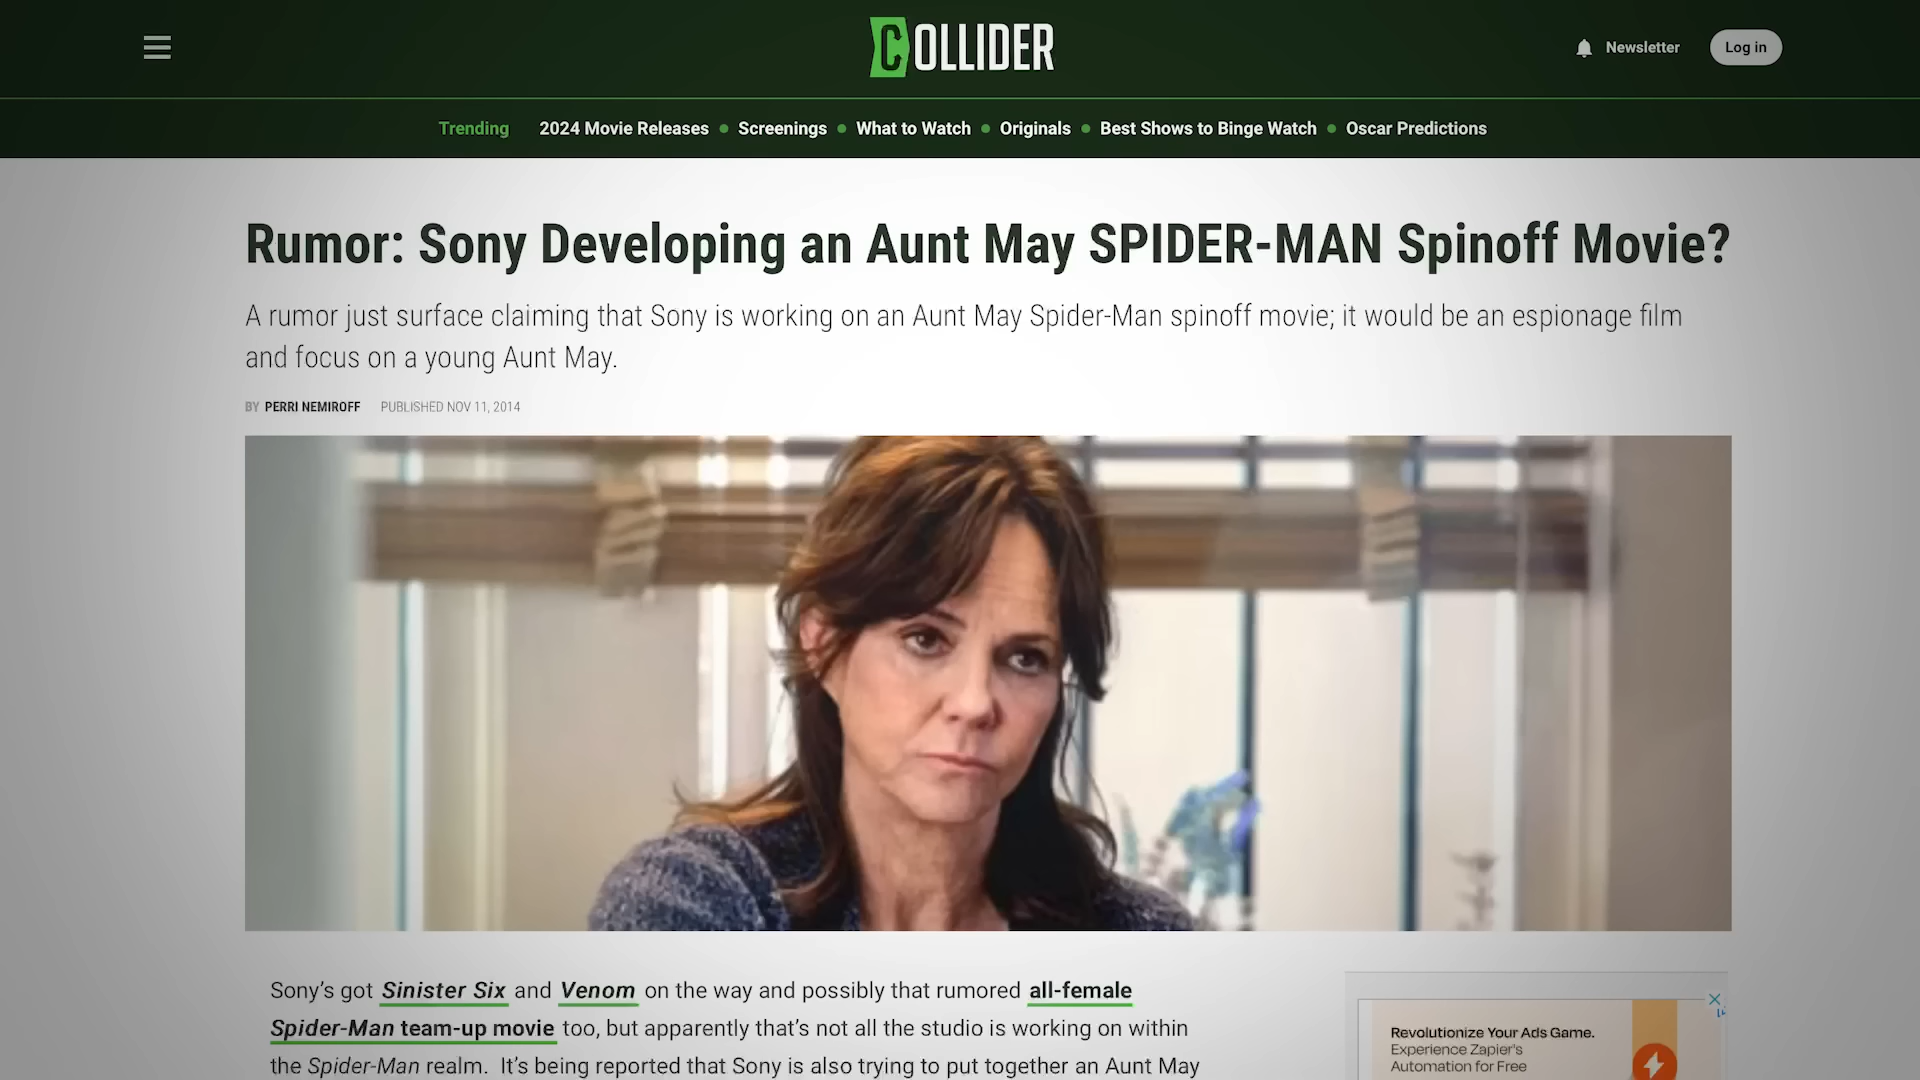 COLLIDER
Newsletter
Log in
Trending 2024 Movie Releases • Screenings • What to Watch • Originals • Best Shows to Binge Watch • Oscar Predictions
Rumor: Sony Developing an Aunt May SPIDER-MAN Spinoff Movie?
A rumor just surface claiming that Sony is working on an Aunt May Spider-Man spinoff movie; it would be an espionage film
and focus on a young Aunt May.
BY PERRI NEMIROFF PUBLISHED NOV 11, 2014
Sony's got Sinister Six and Venom on the way and possibly that rumored all-female
Spider-Man team-up movie too, but apparently that's not all the studio is working on within
the Spider-Man realm. It's being reported that Sony is also trying to put together an Aunt May
Revolutionize Your Ads Game.
Experience Zapier's
Automation for Free